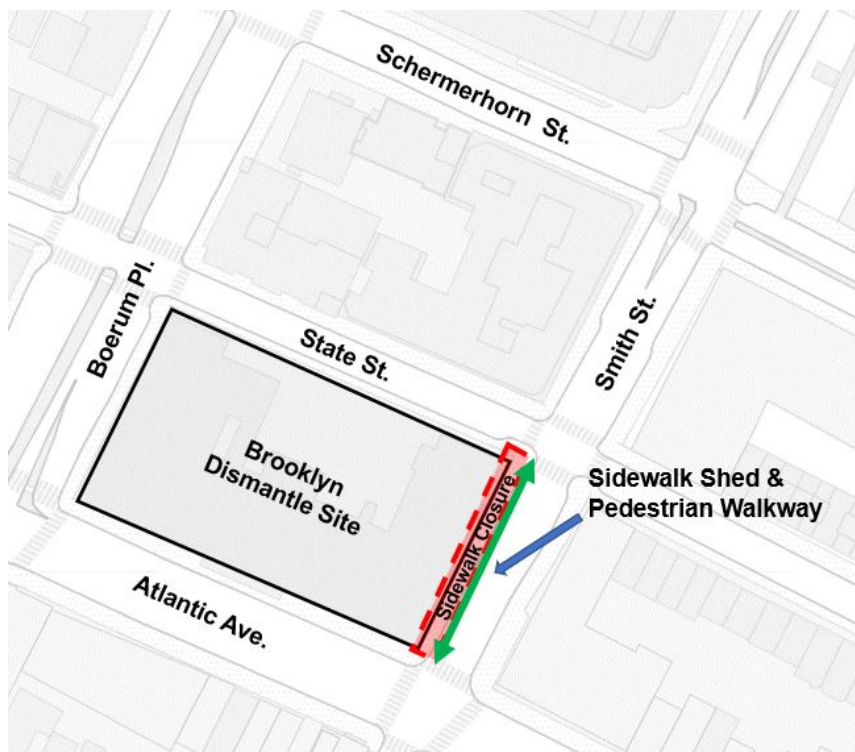 Schermerhorn St.
Boerum Pl.
State St.
Smith St.
Brooklyn
Dismantle Site
Sidewalk Closure
Sidewalk Shed &
Pedestrian Walkway
Atlantic Ave.